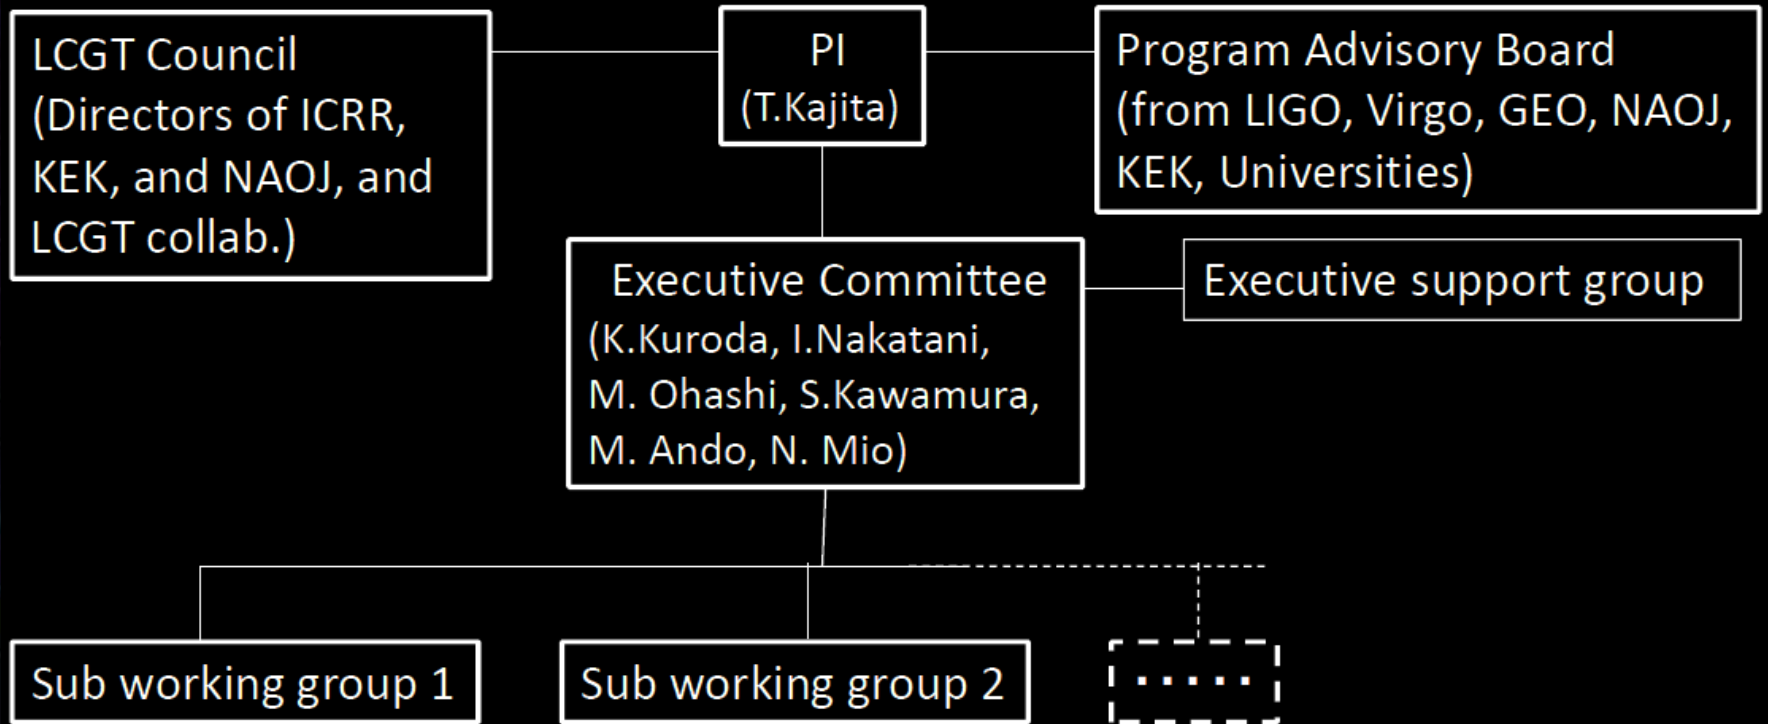 LCGT Council
(Directors of ICRR,
KEK, and NAOJ, and
LCGT collab.)
PI
(T.Kajita)
Program Advisory Board
(from LIGO, Virgo, GEO, NAOJ,
KEK, Universities)
Executive Committee
(K.Kuroda, I.Nakatani,
M. Ohashi, S.Kawamura,
M. Ando, N. Mio)
Executive support group
Sub working group 1
Sub working group 2
.....